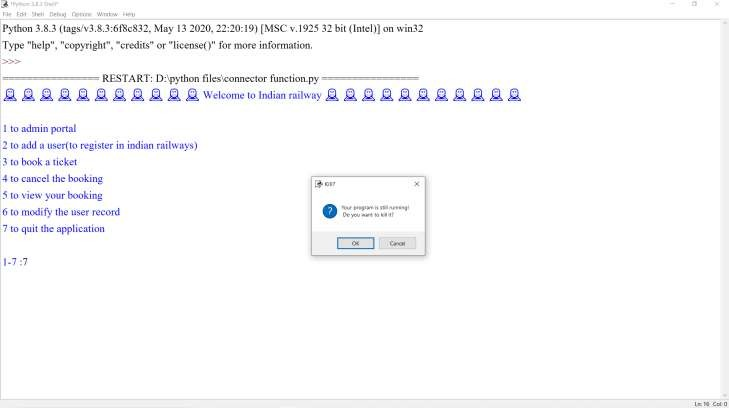 *Python 3.8.3 Shell*
File Edit Shell Debug Options Window Help
Python 3.8.3 (tags/v3.8.3:6f8c832, May 13 2020, 22:20:19) [MSC v.1925 32 bit (Intel)] on win32
Type "help", "copyright", "credits" or "license()" for more information.
>>>
================ RESTART: D:\python files\connector function.py ================
Welcome to Indian railway
1 to admin portal
2 to add a user(to register in indian railways)
3 to book a ticket
4 to cancel the booking
5 to view your booking
6 to modify the user record
7 to quit the application
1-7 :7
Kill?
Your program is still running!
Do you want to kill it?
OK Cancel
Ln: 16 Col: 0